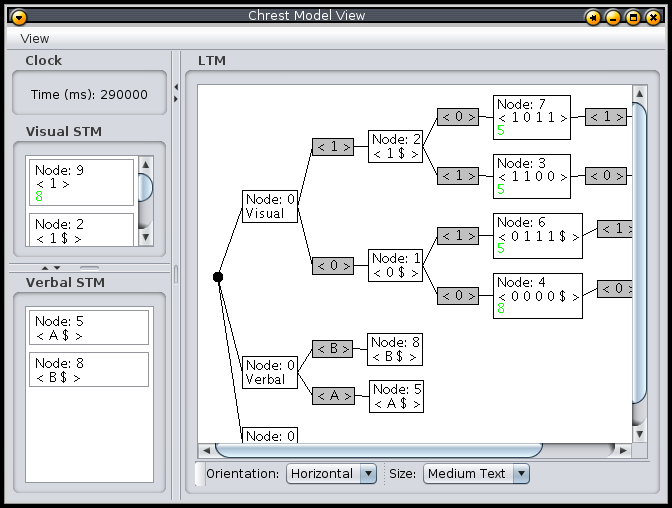 Chrest Model View
View
Clock
Time (ms): 290000
Visual STM
Node: 9
< 1 >
8
Node: 2
< 1 $ >
Verbal STM
Node: 5
< A $ >
Node: 8
< B $ >
LTM
Node: 0
Visual
< 1 >
Node: 2
< 1 $ >
< 0 >
Node: 7
< 1 0 1 1 >
5
< 1 >
< 1 >
Node: 3
< 1 1 0 0 >
5
< 0 >
< 0 >
Node: 1
< 0 $ >
< 1 >
Node: 6
< 0 1 1 1 $ >
5
< 1 >
< 0 >
Node: 4
< 0 0 0 0 $ >
8
< 0 >
Node: 0
Verbal
< B >
Node: 8
< B $ >
< A >
Node: 5
< A $ >
Node: 0
Orientation: Horizontal Size: Medium Text